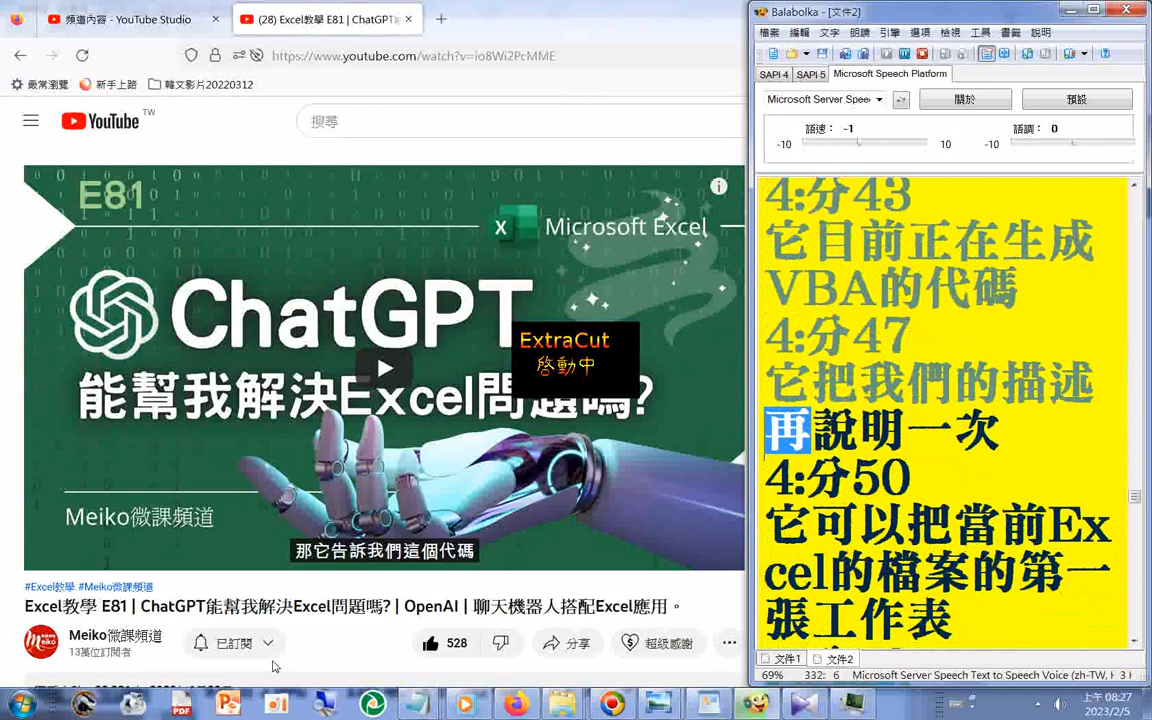 頻道內容 - YouTube Studio
(28) Excel教學 E81 | ChatGPT
https://www.youtube.com/watch?v=io8Wi2PcMME
最常瀏覽
新手上路
韓文影片20220312
YouTube TW
搜尋
E81
Microsoft Excel
ChatGPT
能幫我解決Excel問題嗎?
ExtraCut
啓動中
Meiko微課頻道
那它告訴我們這個代碼
#Excel教學 #Meiko微課頻道
Excel教學 E81 | ChatGPT能幫我解決Excel問題嗎? | OpenAI | 聊天機器人搭配Excel應用。
Meiko微課頻道
13萬位訂閱者
已訂閱
528
分享
超級感謝
Balabolka - [文件2]
檔案 編輯 文字 朗讀 引擎 選項 檢視 工具 書籤 說明
SAPI 4 SAPI 5 Microsoft Speech Platform
Microsoft Server Spee
關於
預設
語速： -1
語調： 0
-10 10 -10
4:分43
它目前正在生成
VBA的代碼
4:分47
它把我們的描述
再說明一次
4:分50
它可以把當前Ex
cel的檔案的第一
張工作表
文件1 文件2
69% 332: 6 Microsoft Server Speech Text to Speech Voice (zh-TW, H
PDF
上午 08:27
2023/2/5